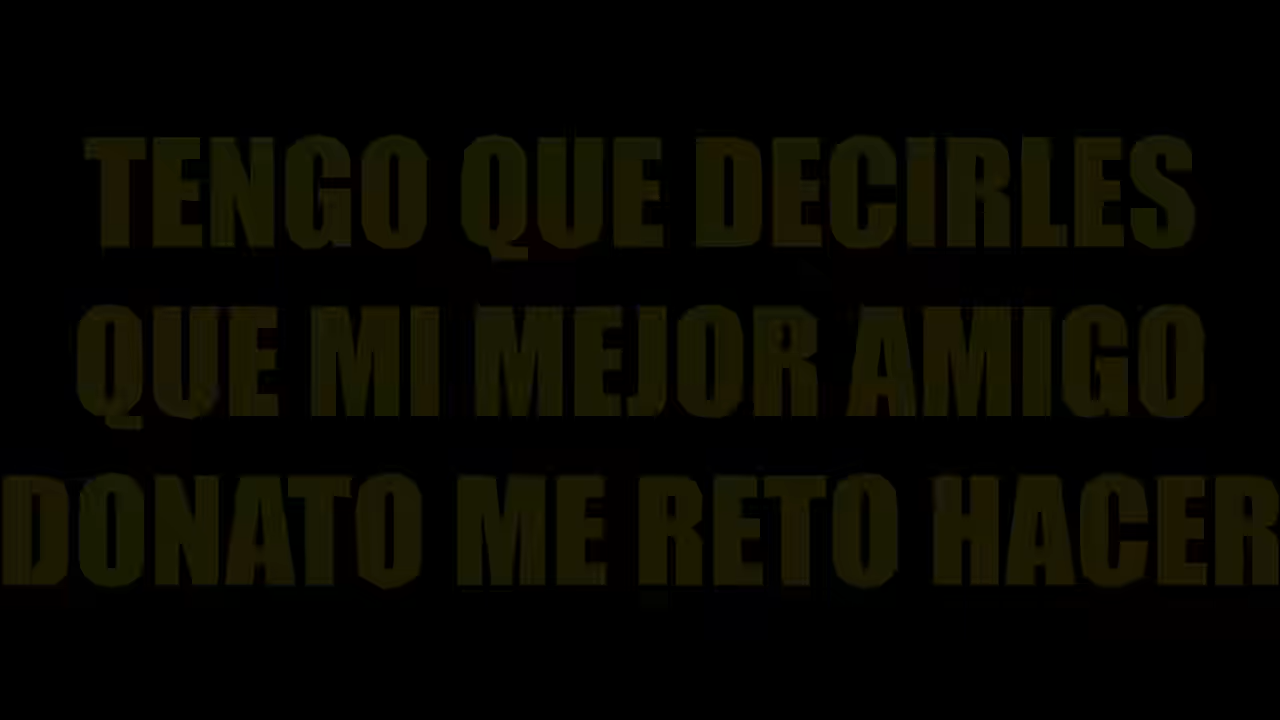 TENGO QUE DECIRLES
QUE MI MEJOR AMIGO
DONATO ME RETO HACER